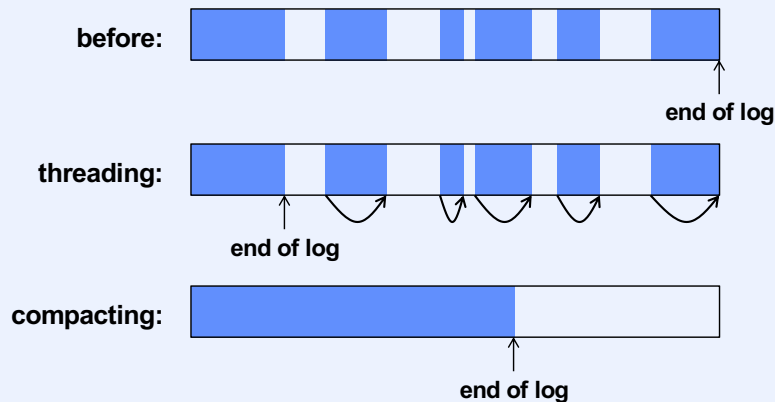 before:
end of log
threading:
end of log
compacting:
end of log